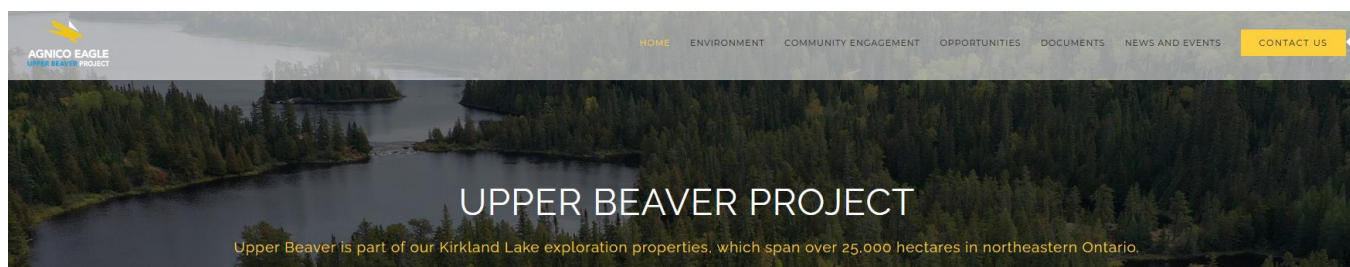 AGNICO EAGLE
UPPER BEAVER PROJECT
HOME ENVIRONMENT COMMUNITY ENGAGEMENT OPPORTUNITIES DOCUMENTS NEWS AND EVENTS CONTACT US
UPPER BEAVER PROJECT
Upper Beaver is part of our Kirkland Lake exploration properties, which span over 25,000 hectares in northeastern Ontario.